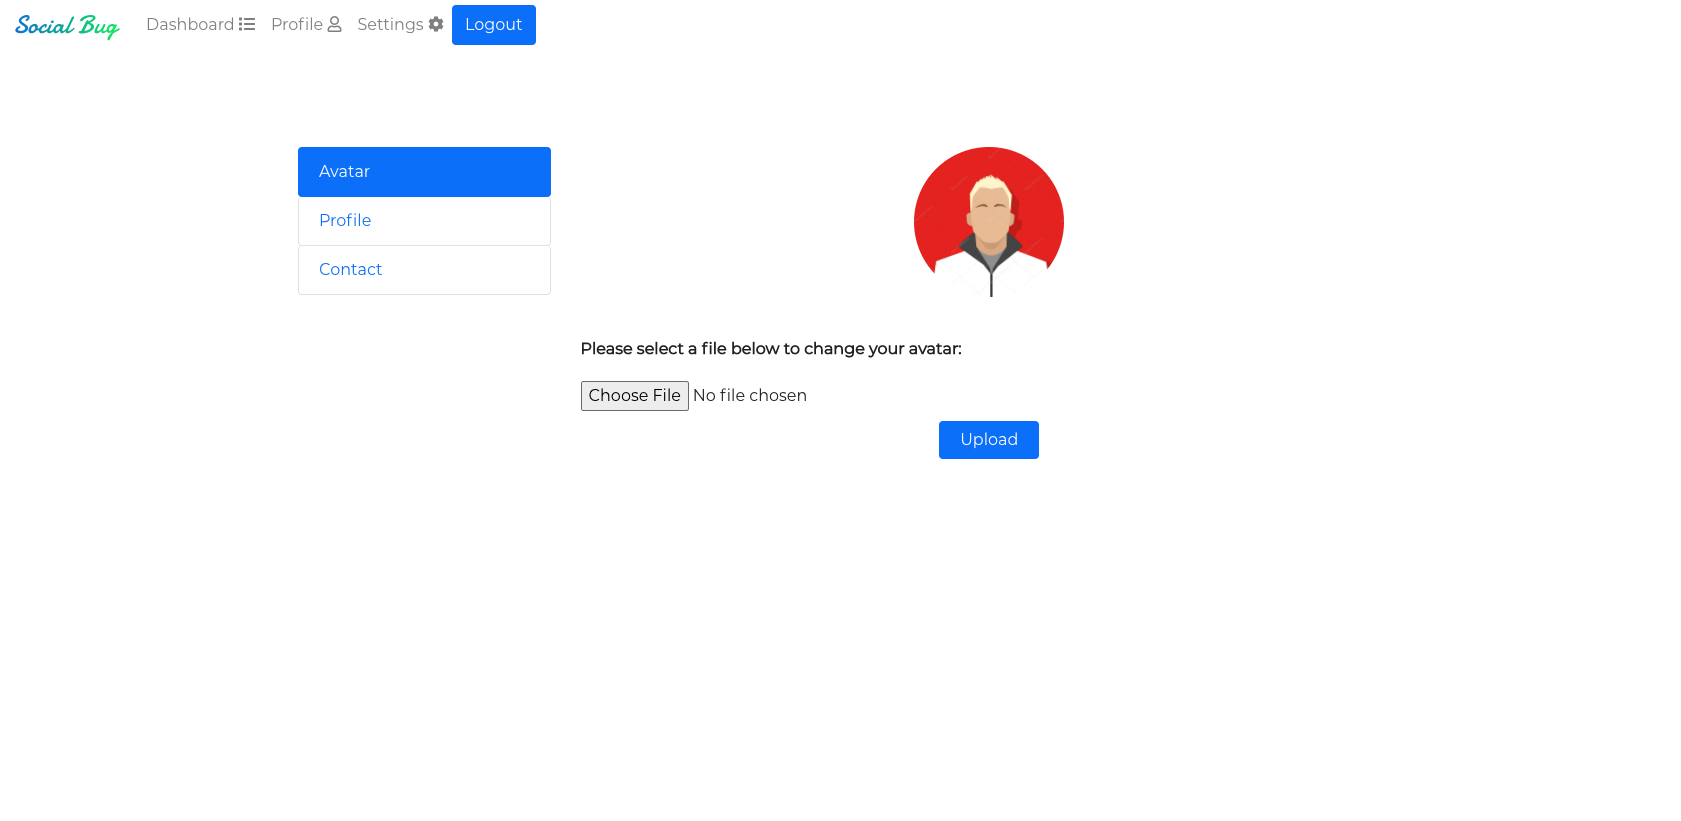 Social Bug Dashboard Profile Settings Logout
Avatar
Profile
Contact
Please select a file below to change your avatar:
Choose File No file chosen
Upload